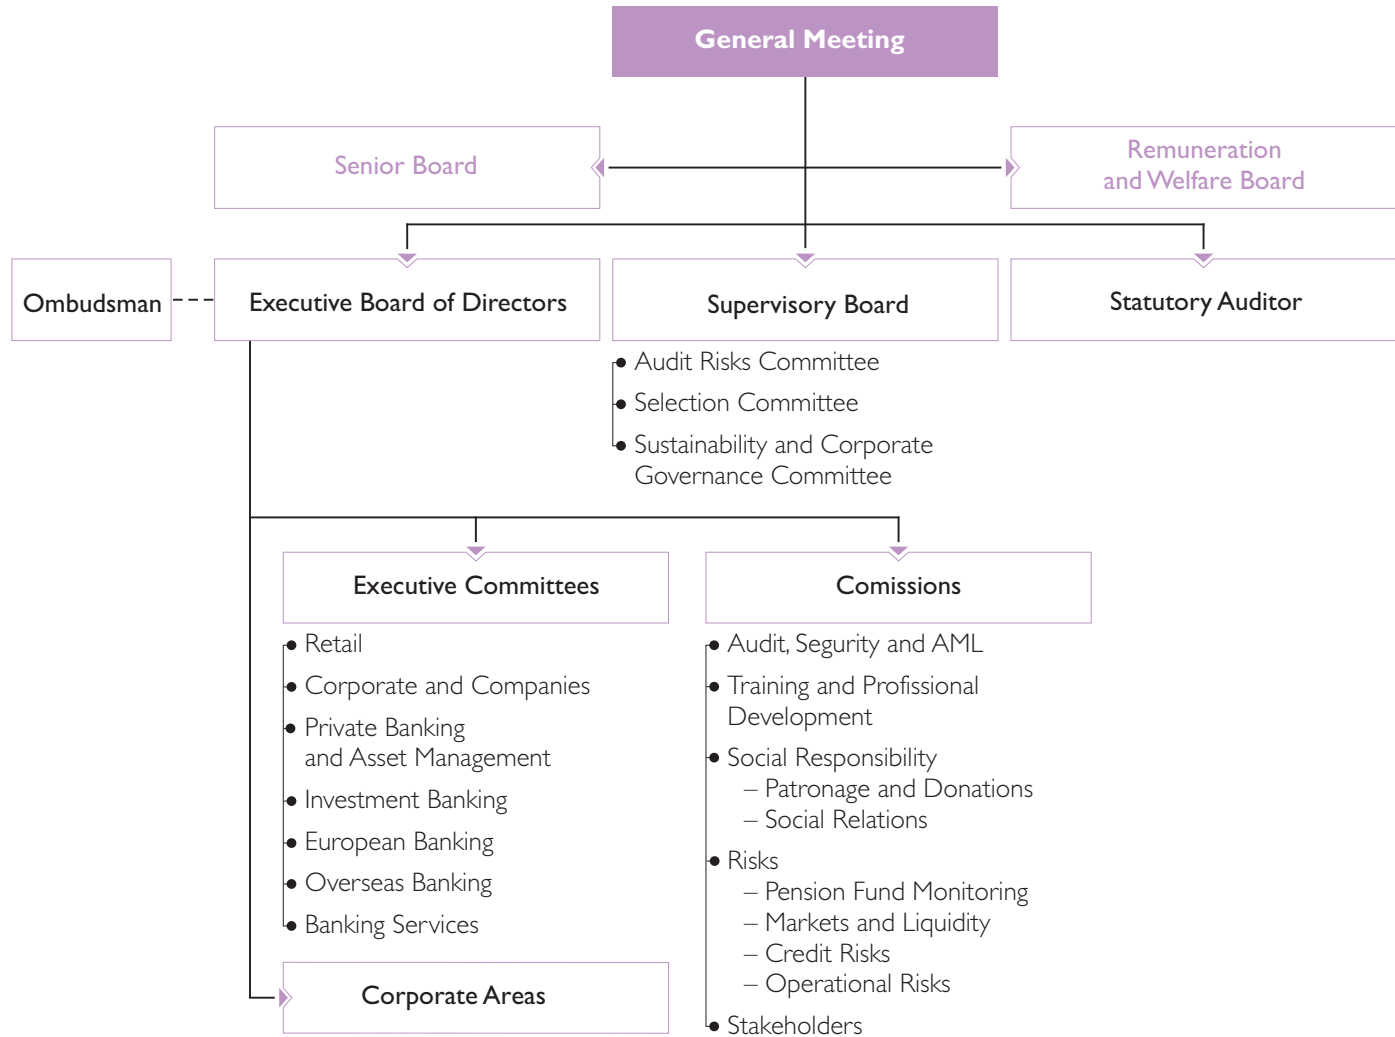 General Meeting
Senior Board
Remuneration
and Welfare Board
Ombudsman
Executive Board of Directors
Supervisory Board
Statutory Auditor
Audit Risks Committee
Selection Committee
Sustainability and Corporate
Governance Committee
Executive Committees
Retail
Corporate and Companies
Private Banking
and Asset Management
Investment Banking
European Banking
Overseas Banking
Banking Services
Corporate Areas
Comissions
Audit, Segurity and AML
Training and Profissional
Development
Social Responsibility
– Patronage and Donations
– Social Relations
Risks
– Pension Fund Monitoring
– Markets and Liquidity
– Credit Risks
– Operational Risks
Stakeholders